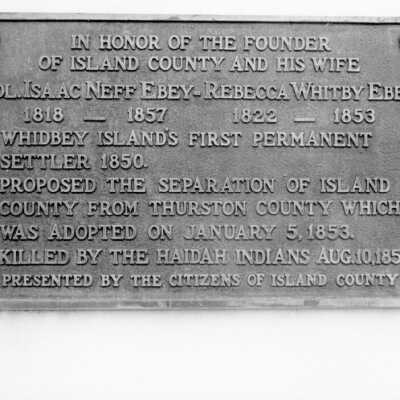 IN HONOR OF THE FOUNDER
OF ISLAND COUNTY AND HIS WIFE
OL. ISAAC NEFF EBEY - REBECCA WHITBY EBE
1818 — 1857 1822 — 1853
WHIDBEY ISLAND'S FIRST PERMANENT
SETTLER 1850.
PROPOSED THE SEPARATION OF ISLAND
COUNTY FROM THURSTON COUNTY WHICH
WAS ADOPTED ON JANUARY 5, 1853.
KILLED BY THE HAIDAH INDIANS AUG. 10, 185
PRESENTED BY THE CITIZENS OF ISLAND COUNTY